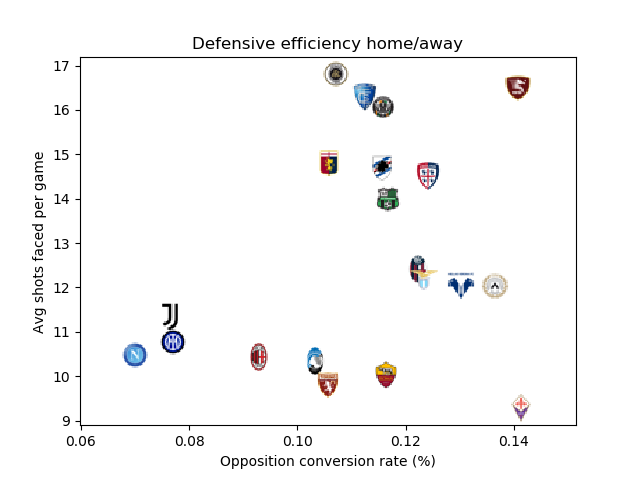 Defensive efficiency home/away
Avg shots faced per game
17
16
15
14
13
12
11
10
9
0.06 0.08 0.10 0.12 0.14
Opposition conversion rate (%)
N